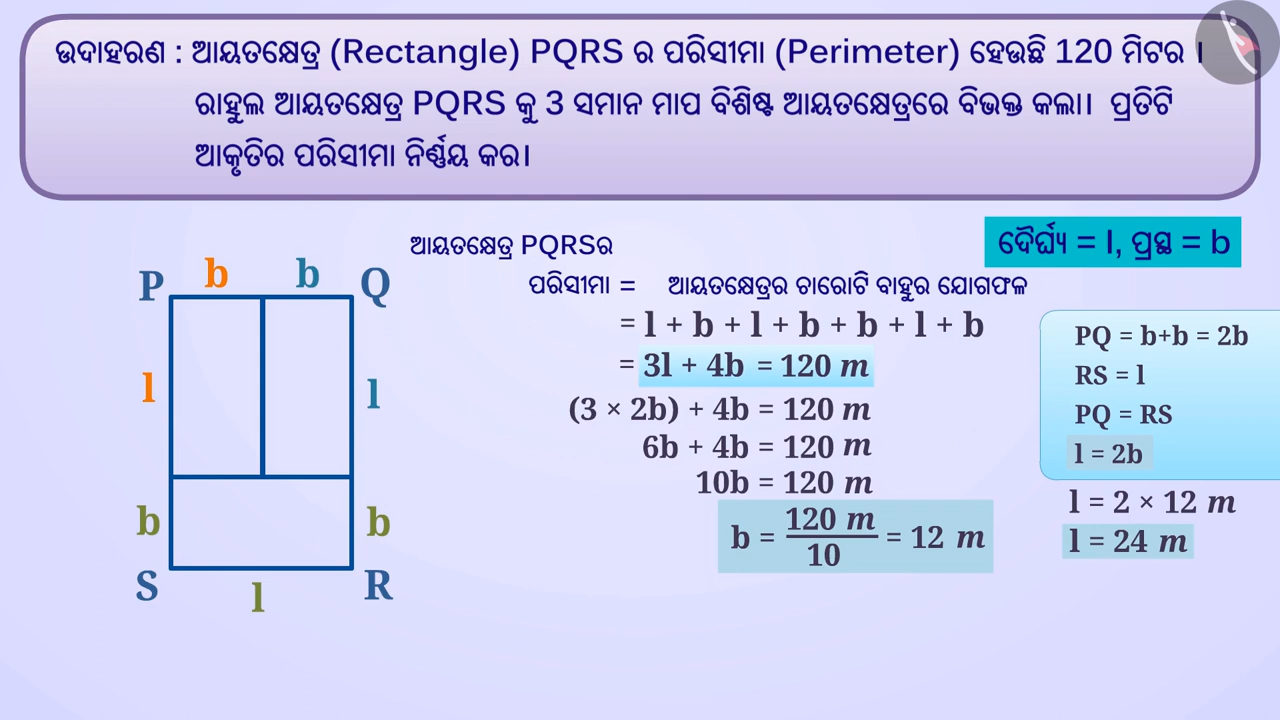 ଉଦାହରଣ : ଆୟତକ୍ଷେତ୍ର (Rectangle) PQRS ର ପରିସୀମା (Perimeter) ହେଉଛି 120 ମିଟର ।
ରାହୁଲ ଆୟତକ୍ଷେତ୍ର PQRS କୁ 3 ସମାନ ମାପ ବିଶିଷ୍ଟ ଆୟତକ୍ଷେତ୍ରରେ ବିଭକ୍ତ କଲା। ପ୍ରତିଟି
ଆକୃତିର ପରିସୀମା ନିର୍ଣ୍ଣୟ କର।
ଦୈର୍ଘ୍ୟ = l, ପ୍ରସ୍ଥ = b
ଆୟତକ୍ଷେତ୍ର PQRSର
ପରିସୀମା = ଆୟତକ୍ଷେତ୍ରର ଚାରୋଟି ବାହୁର ଯୋଗଫଳ
= l + b + l + b + b + l + b
= 3l + 4b = 120 m
(3 × 2b) + 4b = 120 m
6b + 4b = 120 m
10b = 120 m
b = 120 m / 10 = 12 m
PQ = b+b = 2b
RS = l
PQ = RS
l = 2b
l = 2 × 12 m
l = 24 m
P b b Q
l l
b b
S l R